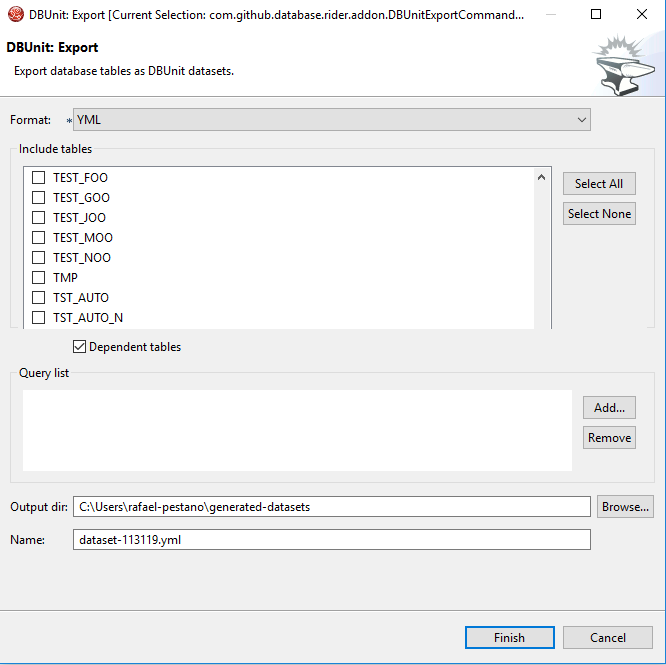 DBUnit: Export [Current Selection: com.github.database.rider.addon.DBUnitExportCommand...
DBUnit: Export
Export database tables as DBUnit datasets.
Format: * YML
Include tables
TEST_FOO
TEST_GOO
TEST_JOO
TEST_MOO
TEST_NOO
TMP
TST_AUTO
TST_AUTO_N
Select All
Select None
Dependent tables
Query list
Add...
Remove
Output dir: C:\Users\rafael-pestano\generated-datasets Browse...
Name: dataset-113119.yml
Finish Cancel